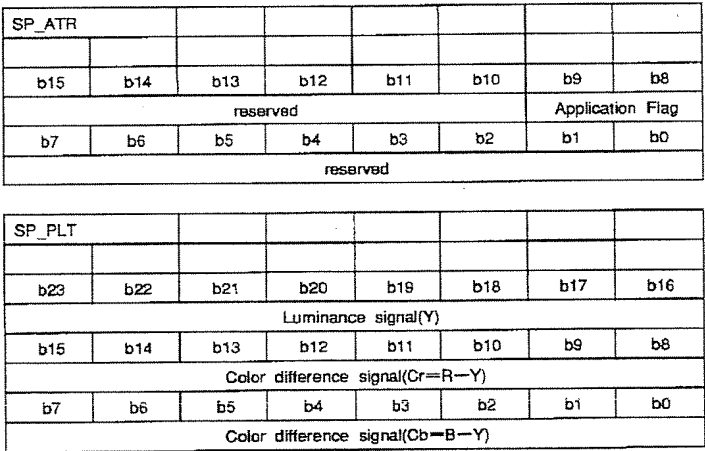 SP_ATR
b15 b14 b13 b12 b11 b10 b9 b8
reserved Application Flag
b7 b6 b5 b4 b3 b2 b1 b0
reserved
SP_PLT
b23 b22 b21 b20 b19 b18 b17 b16
Luminance signal(Y)
b15 b14 b13 b12 b11 b10 b9 b8
Color difference signal(Cr=R-Y)
b7 b6 b5 b4 b3 b2 b1 b0
Color difference signal(Cb=B-Y)